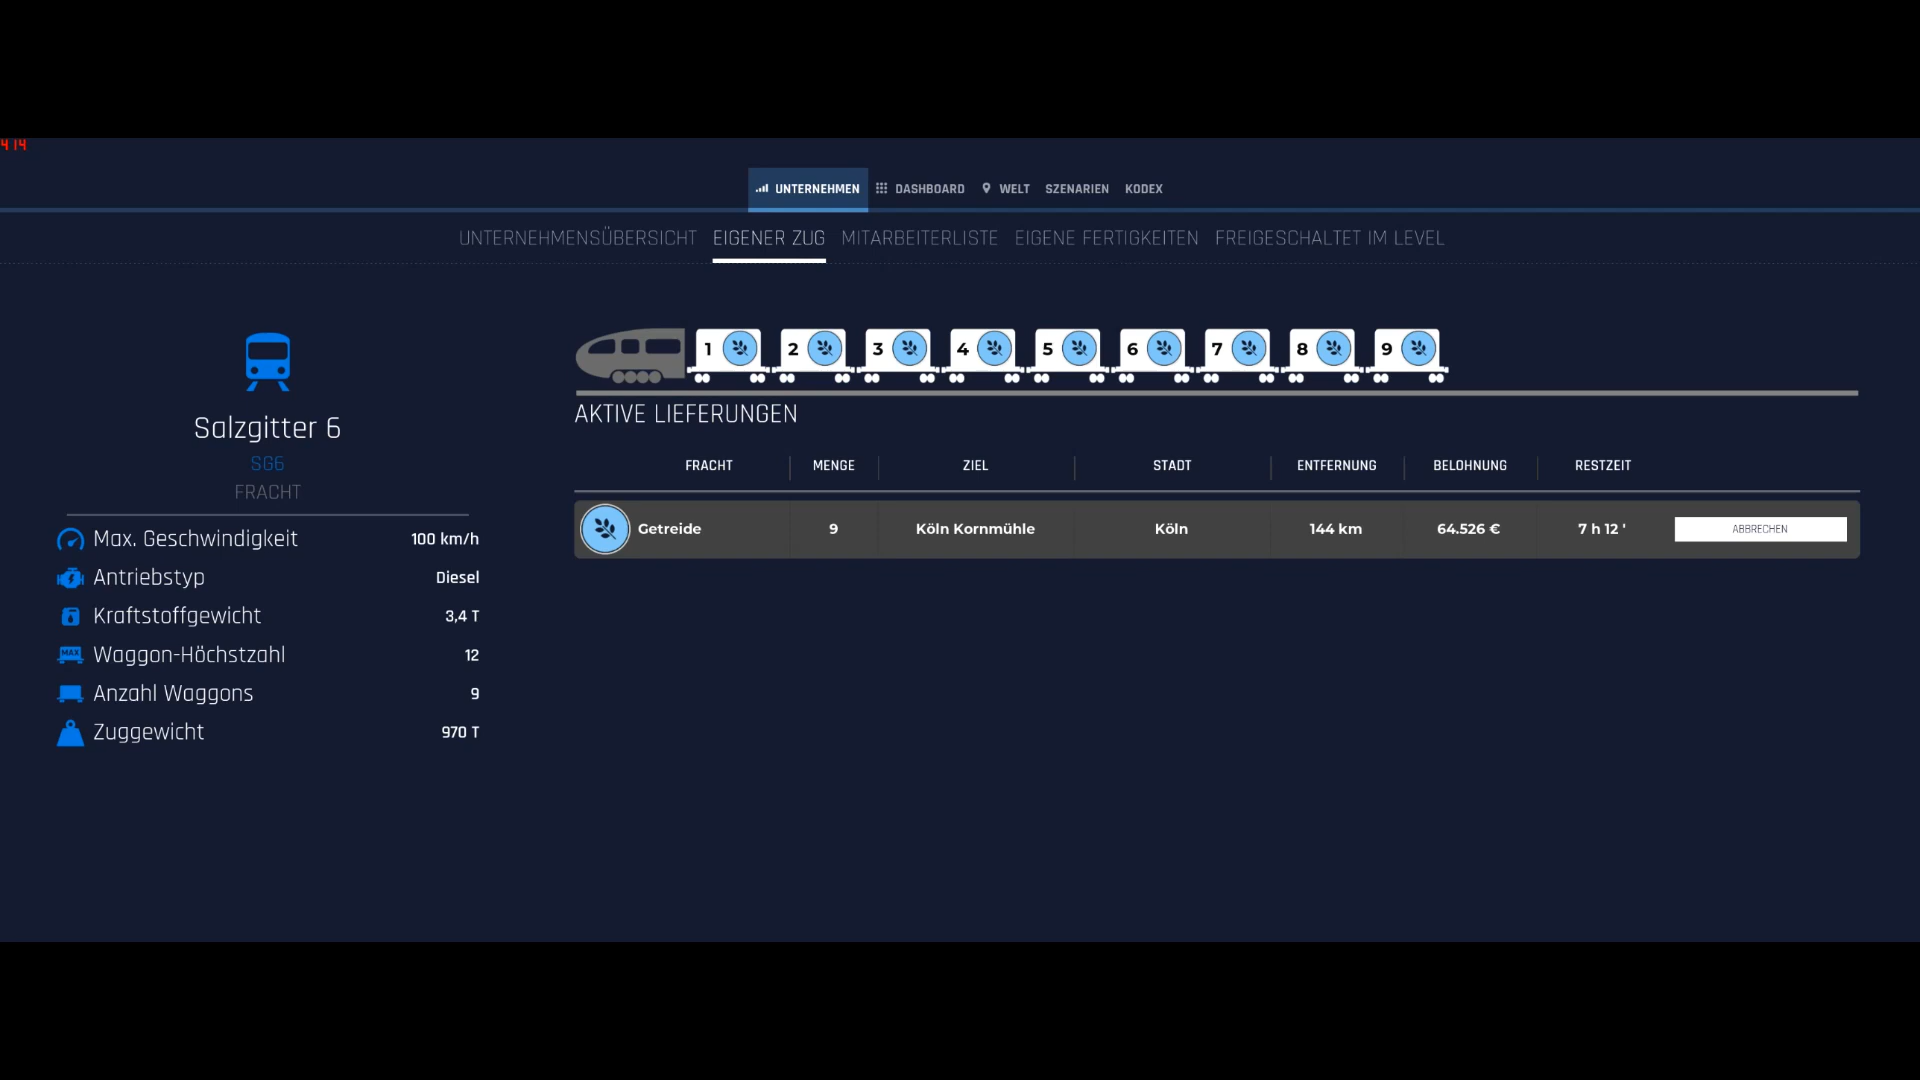 414
UNTERNEHMEN DASHBOARD WELT SZENARIEN KODEX
UNTERNEHMENSÜBERSICHT EIGENER ZUG MITARBEITERLISTE EIGENE FERTIGKEITEN FREIGESCHALTET IM LEVEL
1 2 3 4 5 6 7 8 9
AKTIVE LIEFERUNGEN
FRACHT MENGE ZIEL STADT ENTFERNUNG BELOHNUNG RESTZEIT
Getreide 9 Köln Kornmühle Köln 144 km 64.526 € 7 h 12 ' ABBRECHEN
Salzgitter 6
SG6
FRACHT
Max. Geschwindigkeit 100 km/h
Antriebstyp Diesel
Kraftstoffgewicht 3,4 T
MAX Waggon-Höchstzahl 12
Anzahl Waggons 9
Zuggewicht 970 T